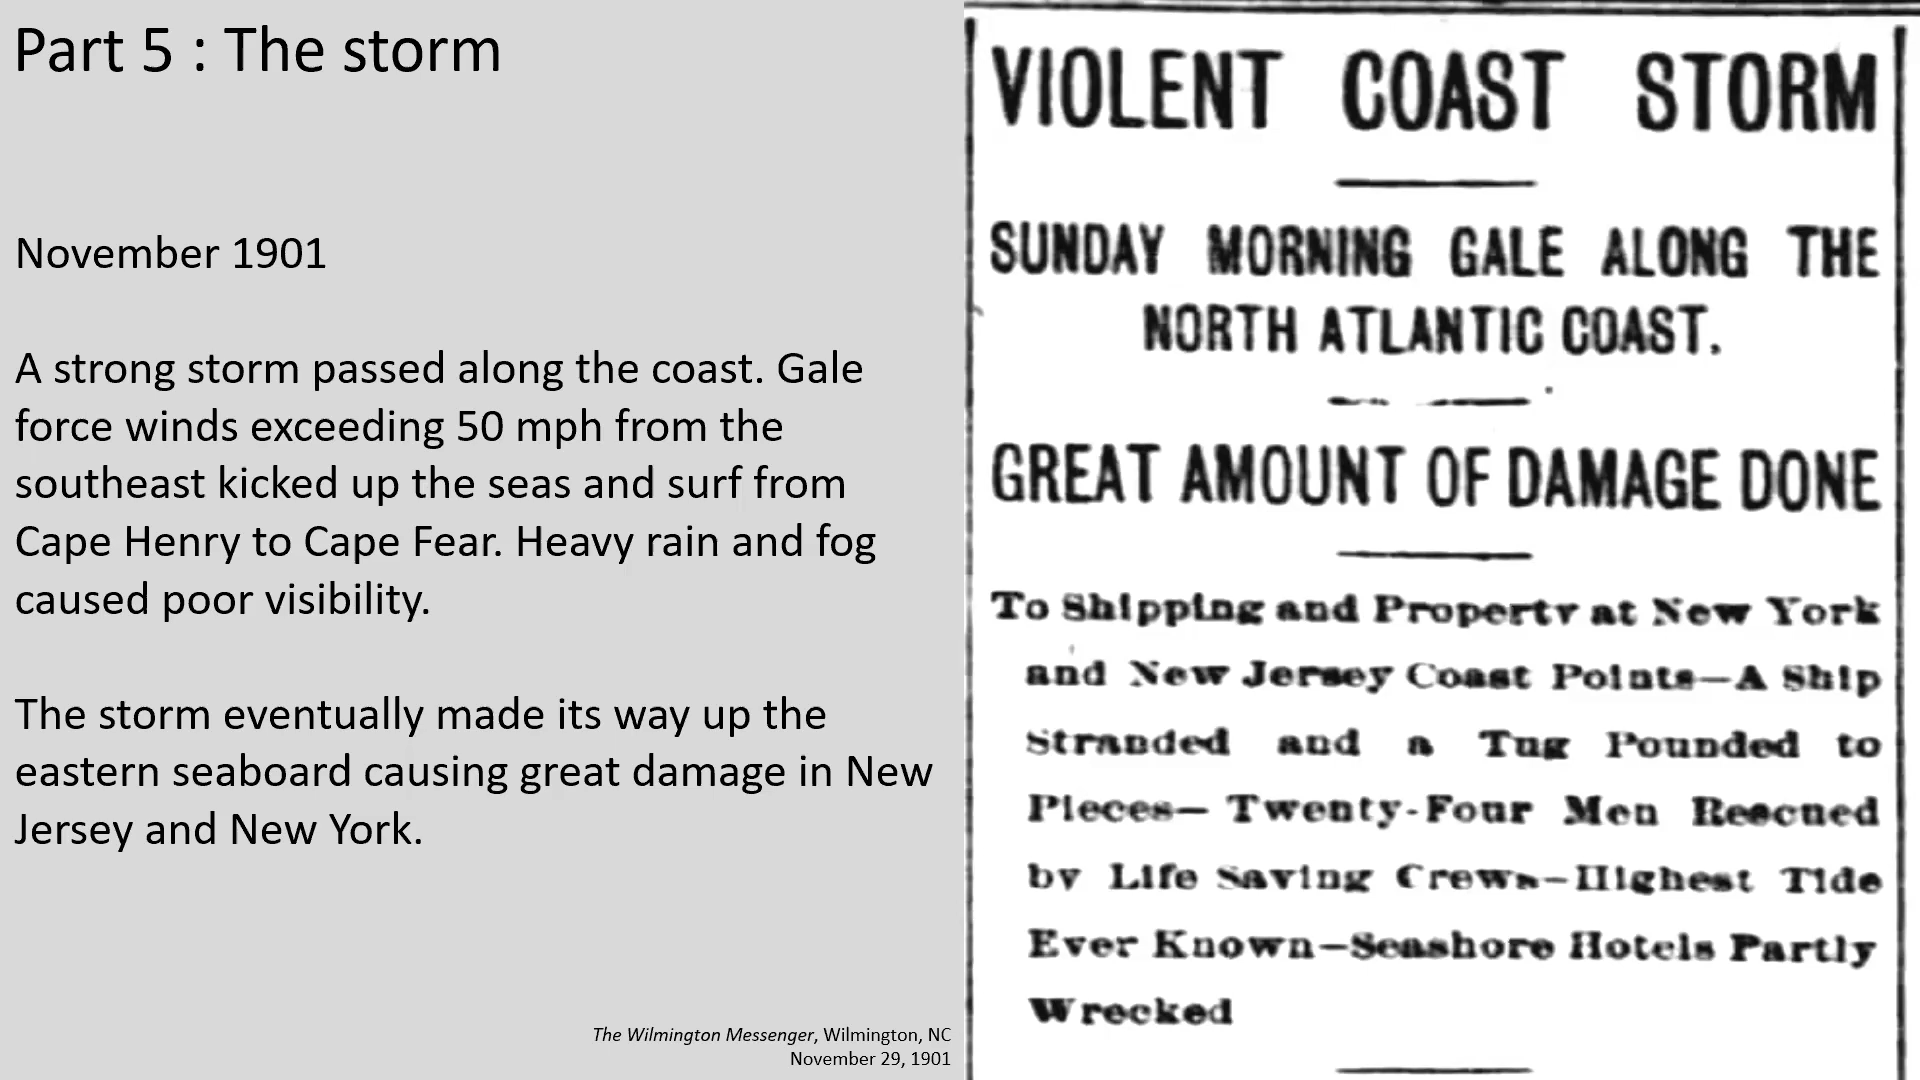 Part 5 : The storm
November 1901
A strong storm passed along the coast. Gale
force winds exceeding 50 mph from the
southeast kicked up the seas and surf from
Cape Henry to Cape Fear. Heavy rain and fog
caused poor visibility.
The storm eventually made its way up the
eastern seaboard causing great damage in New
Jersey and New York.
The Wilmington Messenger, Wilmington, NC
November 29, 1901
VIOLENT COAST STORM
SUNDAY MORNING GALE ALONG THE
NORTH ATLANTIC COAST.
GREAT AMOUNT OF DAMAGE DONE
To Shipping and Property at New York
and New Jersey Coast Points—A Ship
Stranded and a Tug Pounded to
Pieces— Twenty-Four Men Rescued
by Life Saving Crews—Highest Tide
Ever Known—Seashore Hotels Partly
Wrecked